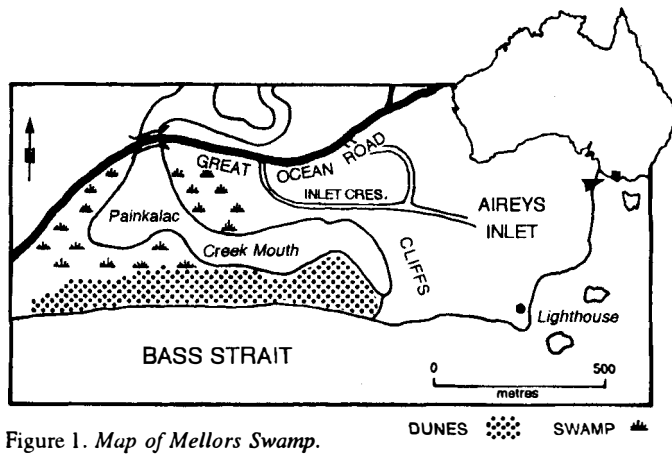 GREAT OCEAN ROAD
INLET CRES.
Painkalac
Creek Mouth
AIREYS
INLET
CLIFFS
Lighthouse
BASS STRAIT
0 500
metres
DUNES SWAMP
Figure 1. Map of Mellors Swamp.